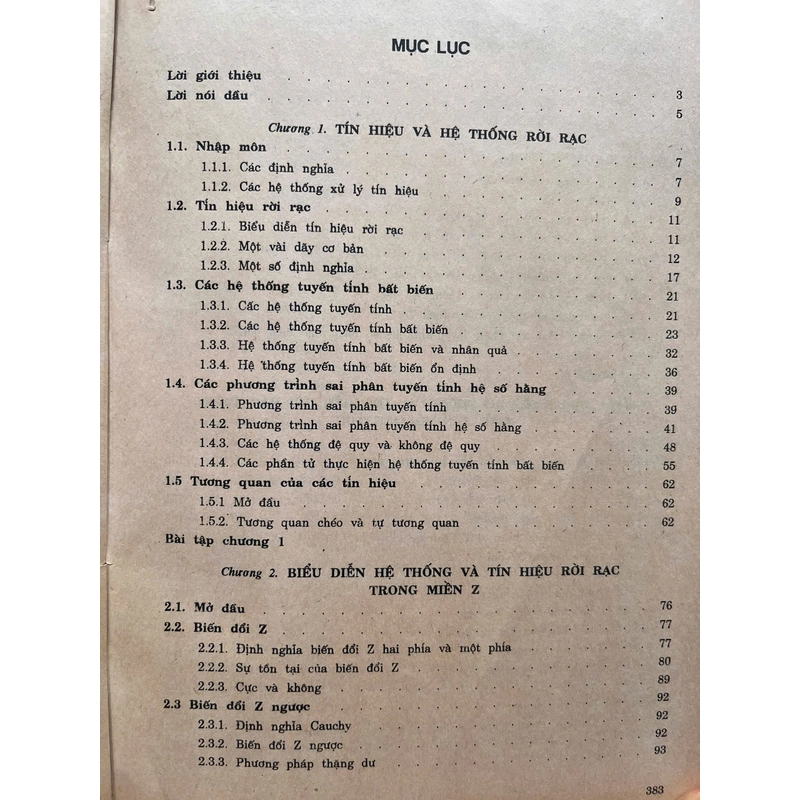 MỤC LỤC
Lời giới thiệu 3
Lời nói đầu 5
Chương 1. TÍN HIỆU VÀ HỆ THỐNG RỜI RẠC
1.1. Nhập môn 7
1.1.1. Các định nghĩa 7
1.1.2. Các hệ thống xử lý tín hiệu 9
1.2. Tín hiệu rời rạc 11
1.2.1. Biểu diễn tín hiệu rời rạc 11
1.2.2. Một vài dãy cơ bản 12
1.2.3. Một số định nghĩa 17
1.3. Các hệ thống tuyến tính bất biến 21
1.3.1. Các hệ thống tuyến tính 21
1.3.2. Các hệ thống tuyến tính bất biến 23
1.3.3. Hệ thống tuyến tính bất biến và nhân quả 32
1.3.4. Hệ thống tuyến tính bất biến ổn định 36
1.4. Các phương trình sai phân tuyến tính hệ số hằng 39
1.4.1. Phương trình sai phân tuyến tính 39
1.4.2. Phương trình sai phân tuyến tính hệ số hằng 41
1.4.3. Các hệ thống đệ quy và không đệ quy 48
1.4.4. Các phần tử thực hiện hệ thống tuyến tính bất biến 55
1.5 Tương quan của các tín hiệu 62
1.5.1 Mở đầu 62
1.5.2. Tương quan chéo và tự tương quan 62
Bài tập chương 1
Chương 2. BIỂU DIỄN HỆ THỐNG VÀ TÍN HIỆU RỜI RẠC
TRONG MIỀN Z
2.1. Mở đầu 76
2.2. Biến đổi Z 77
2.2.1. Định nghĩa biến đổi Z hai phía và một phía 77
2.2.2. Sự tồn tại của biến đổi Z 80
2.2.3. Cực và không 89
2.3 Biến đổi Z ngược 92
2.3.1. Định nghĩa Cauchy 92
2.3.2. Biến đổi Z ngược 92
2.3.3. Phương pháp thặng dư 93
383